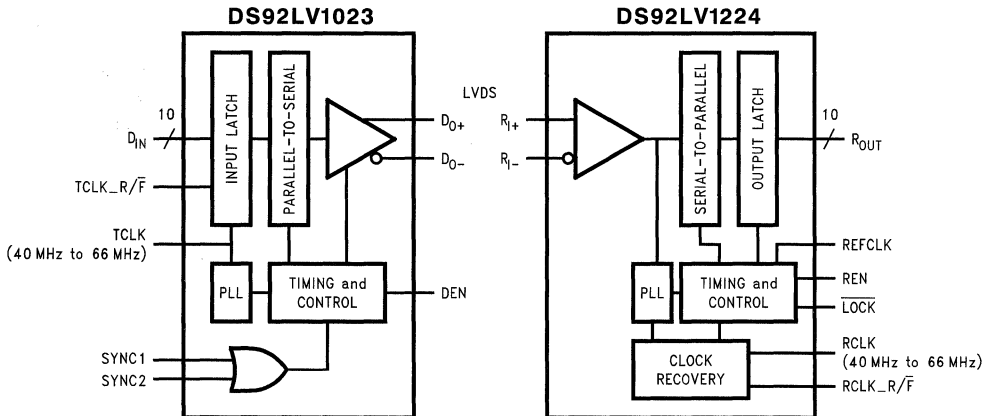 DS92LV1023
DS92LV1224
10
D_IN
TCLK_R/F̅
TCLK
(40 MHz to 66 MHz)
SYNC1
SYNC2
INPUT LATCH
PARALLEL-TO-SERIAL
PLL
TIMING and
CONTROL
D_O+
D_O-
DEN
LVDS
R_I+
R_I-
SERIAL-TO-PARALLEL
OUTPUT LATCH
PLL
TIMING and
CONTROL
CLOCK
RECOVERY
10
R_OUT
REFCLK
REN
L̅O̅C̅K̅
RCLK
(40 MHz to 66 MHz)
RCLK_R/F̅